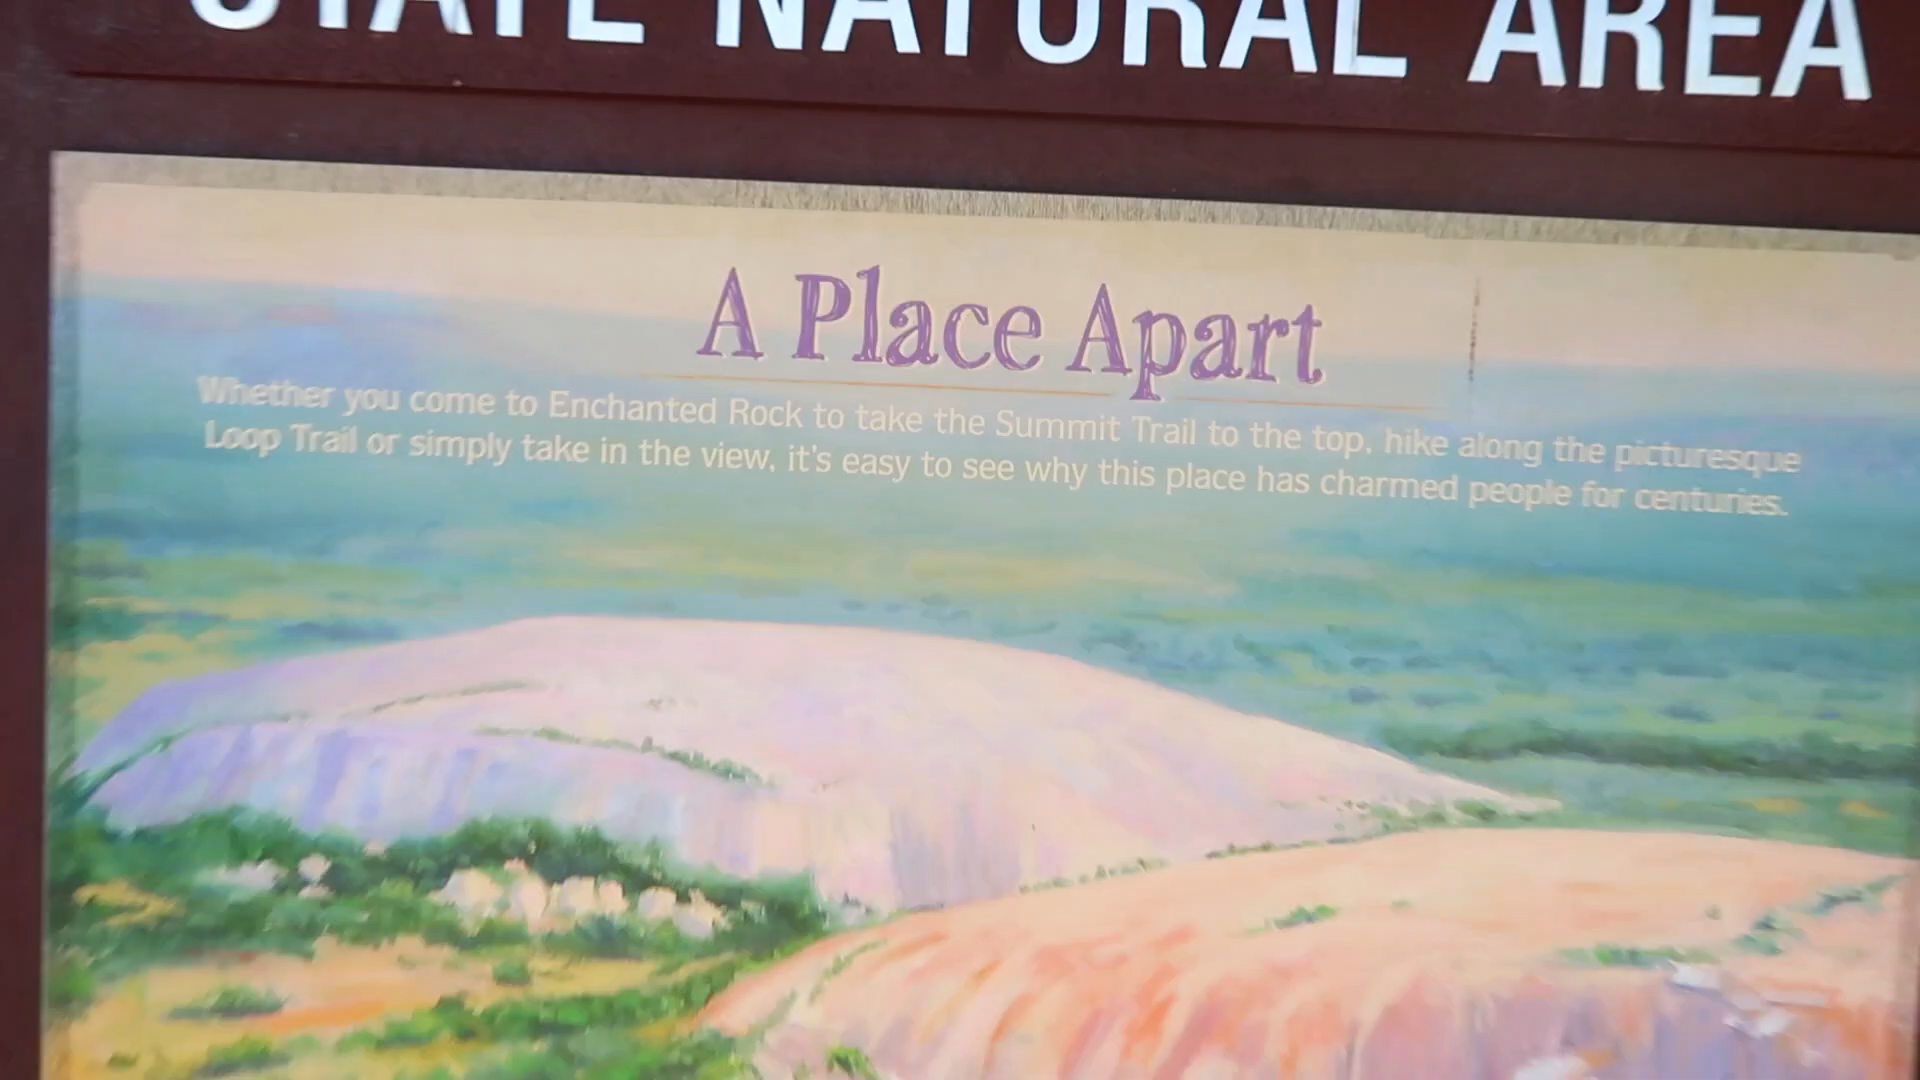 STATE NATURAL AREA
A Place Apart
Whether you come to Enchanted Rock to take the Summit Trail to the top, hike along the picturesque
Loop Trail or simply take in the view, it's easy to see why this place has charmed people for centuries.